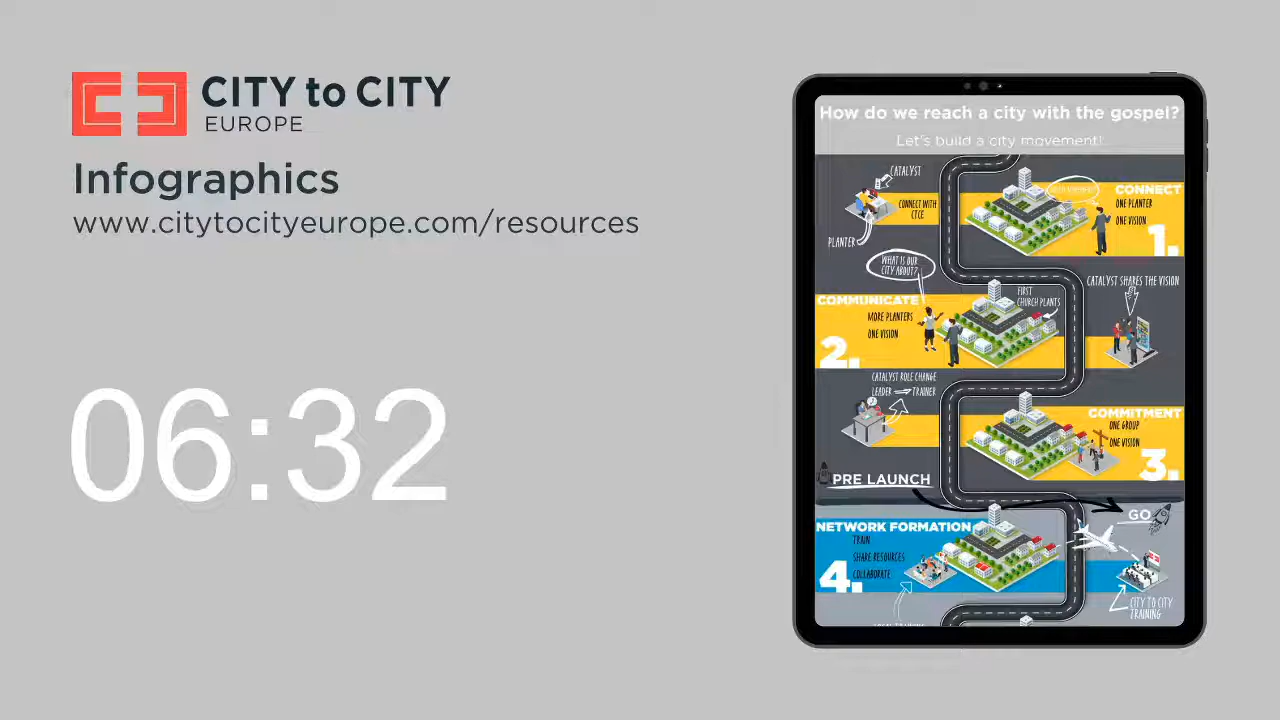 CITY to CITY
EUROPE
Infographics
www.citytocityeurope.com/resources
06:32
How do we reach a city with the gospel?
Let's build a city movement!
CATALYST
CONNECT WITH
CTCE
PLANTER
CONNECT
ONE PLANTER
ONE VISION
1.
WHAT IS OUR
CITY ABOUT?
COMMUNICATE
MORE PLANTERS
ONE VISION
2.
FIRST
CHURCH PLANTS
CATALYST SHARES THE VISION
CATALYST ROLE CHANGE
LEADER
TRAINER
COMMITMENT
ONE GROUP
ONE VISION
3.
PRE LAUNCH
GO
NETWORK FORMATION
TRAIN
SHARE RESOURCES
COLLABORATE
4.
CITY TO CITY
TRAINING